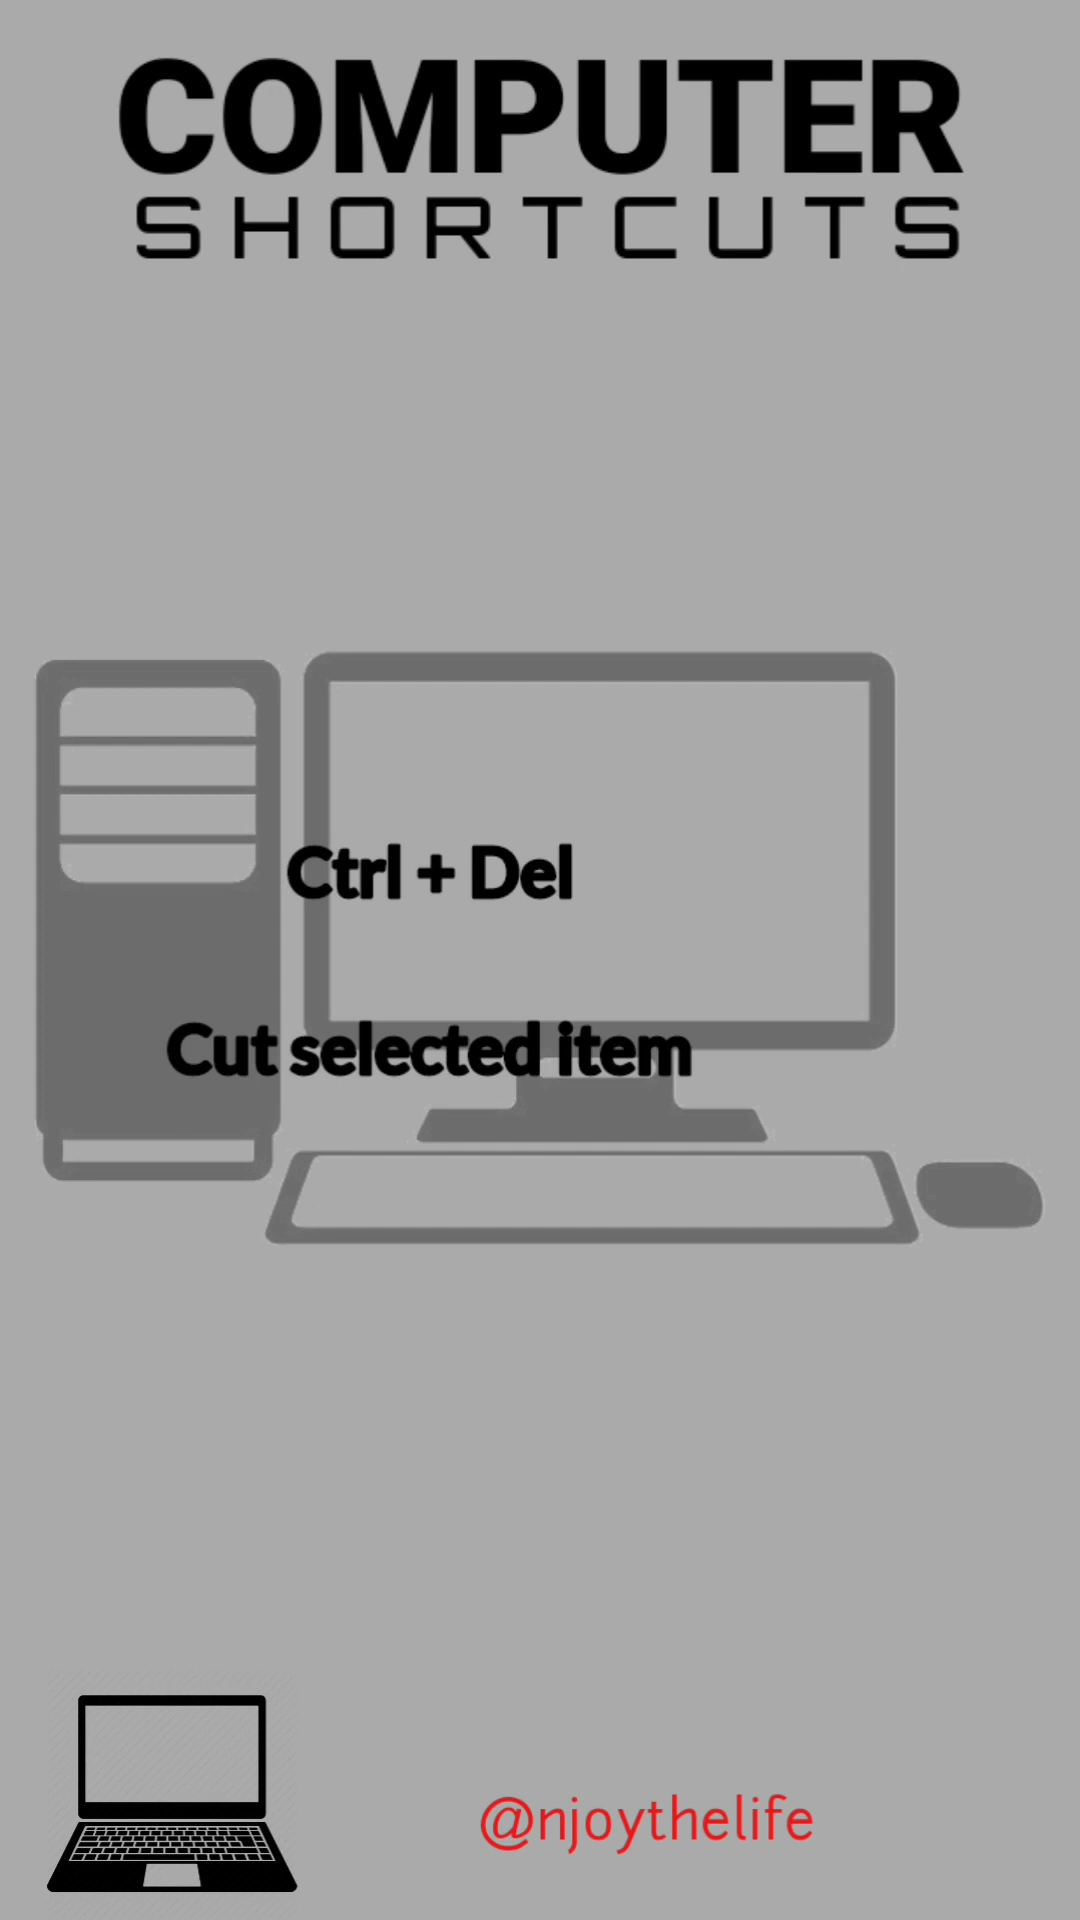 COMPUTER
SHORTCUTS
Ctrl + Del
Cut selected item
@njoythelife